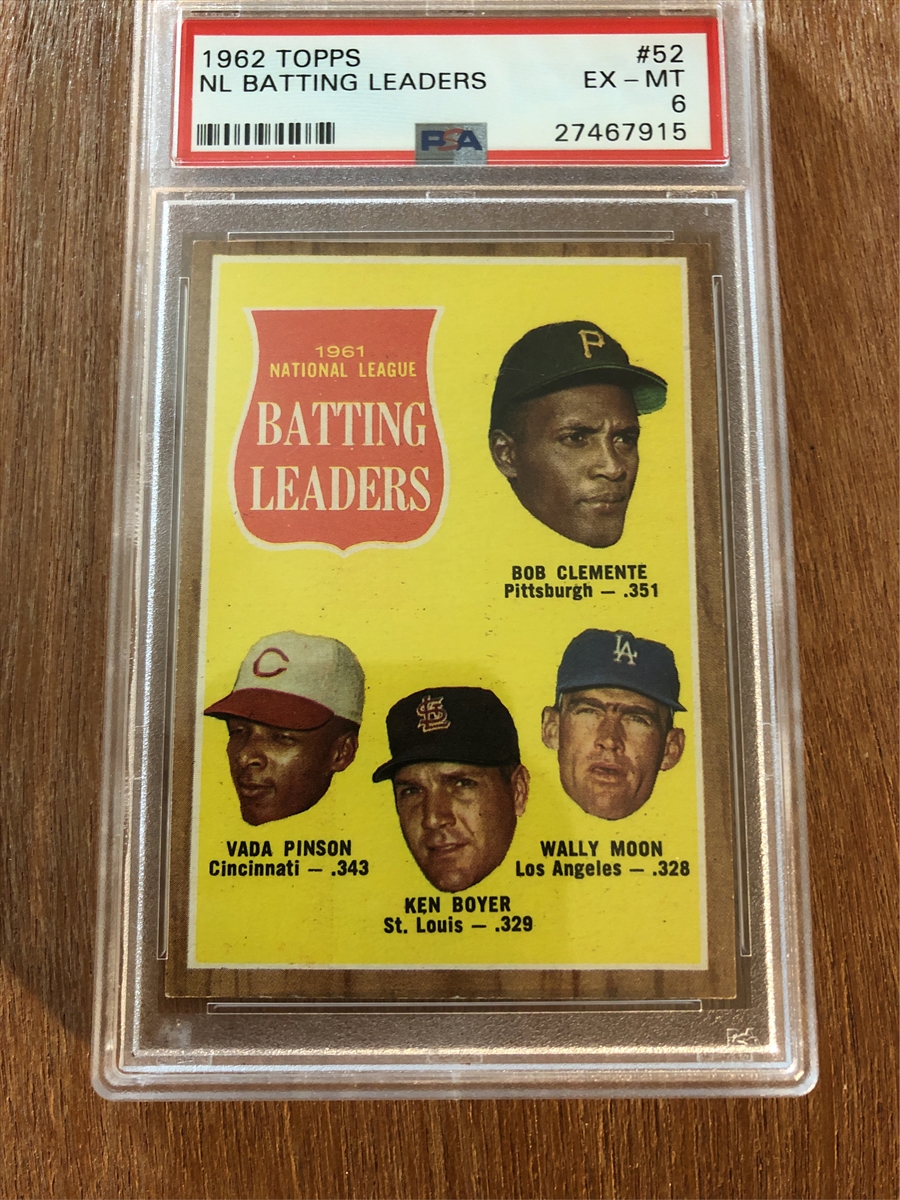 1962 TOPPS
#52
NL BATTING LEADERS
EX – MT
6
PSA
27467915
1961
NATIONAL LEAGUE
BATTING
LEADERS
P
BOB CLEMENTE
Pittsburgh — .351
C
LA
STL
VADA PINSON
Cincinnati — .343
WALLY MOON
Los Angeles — .328
KEN BOYER
St. Louis — .329